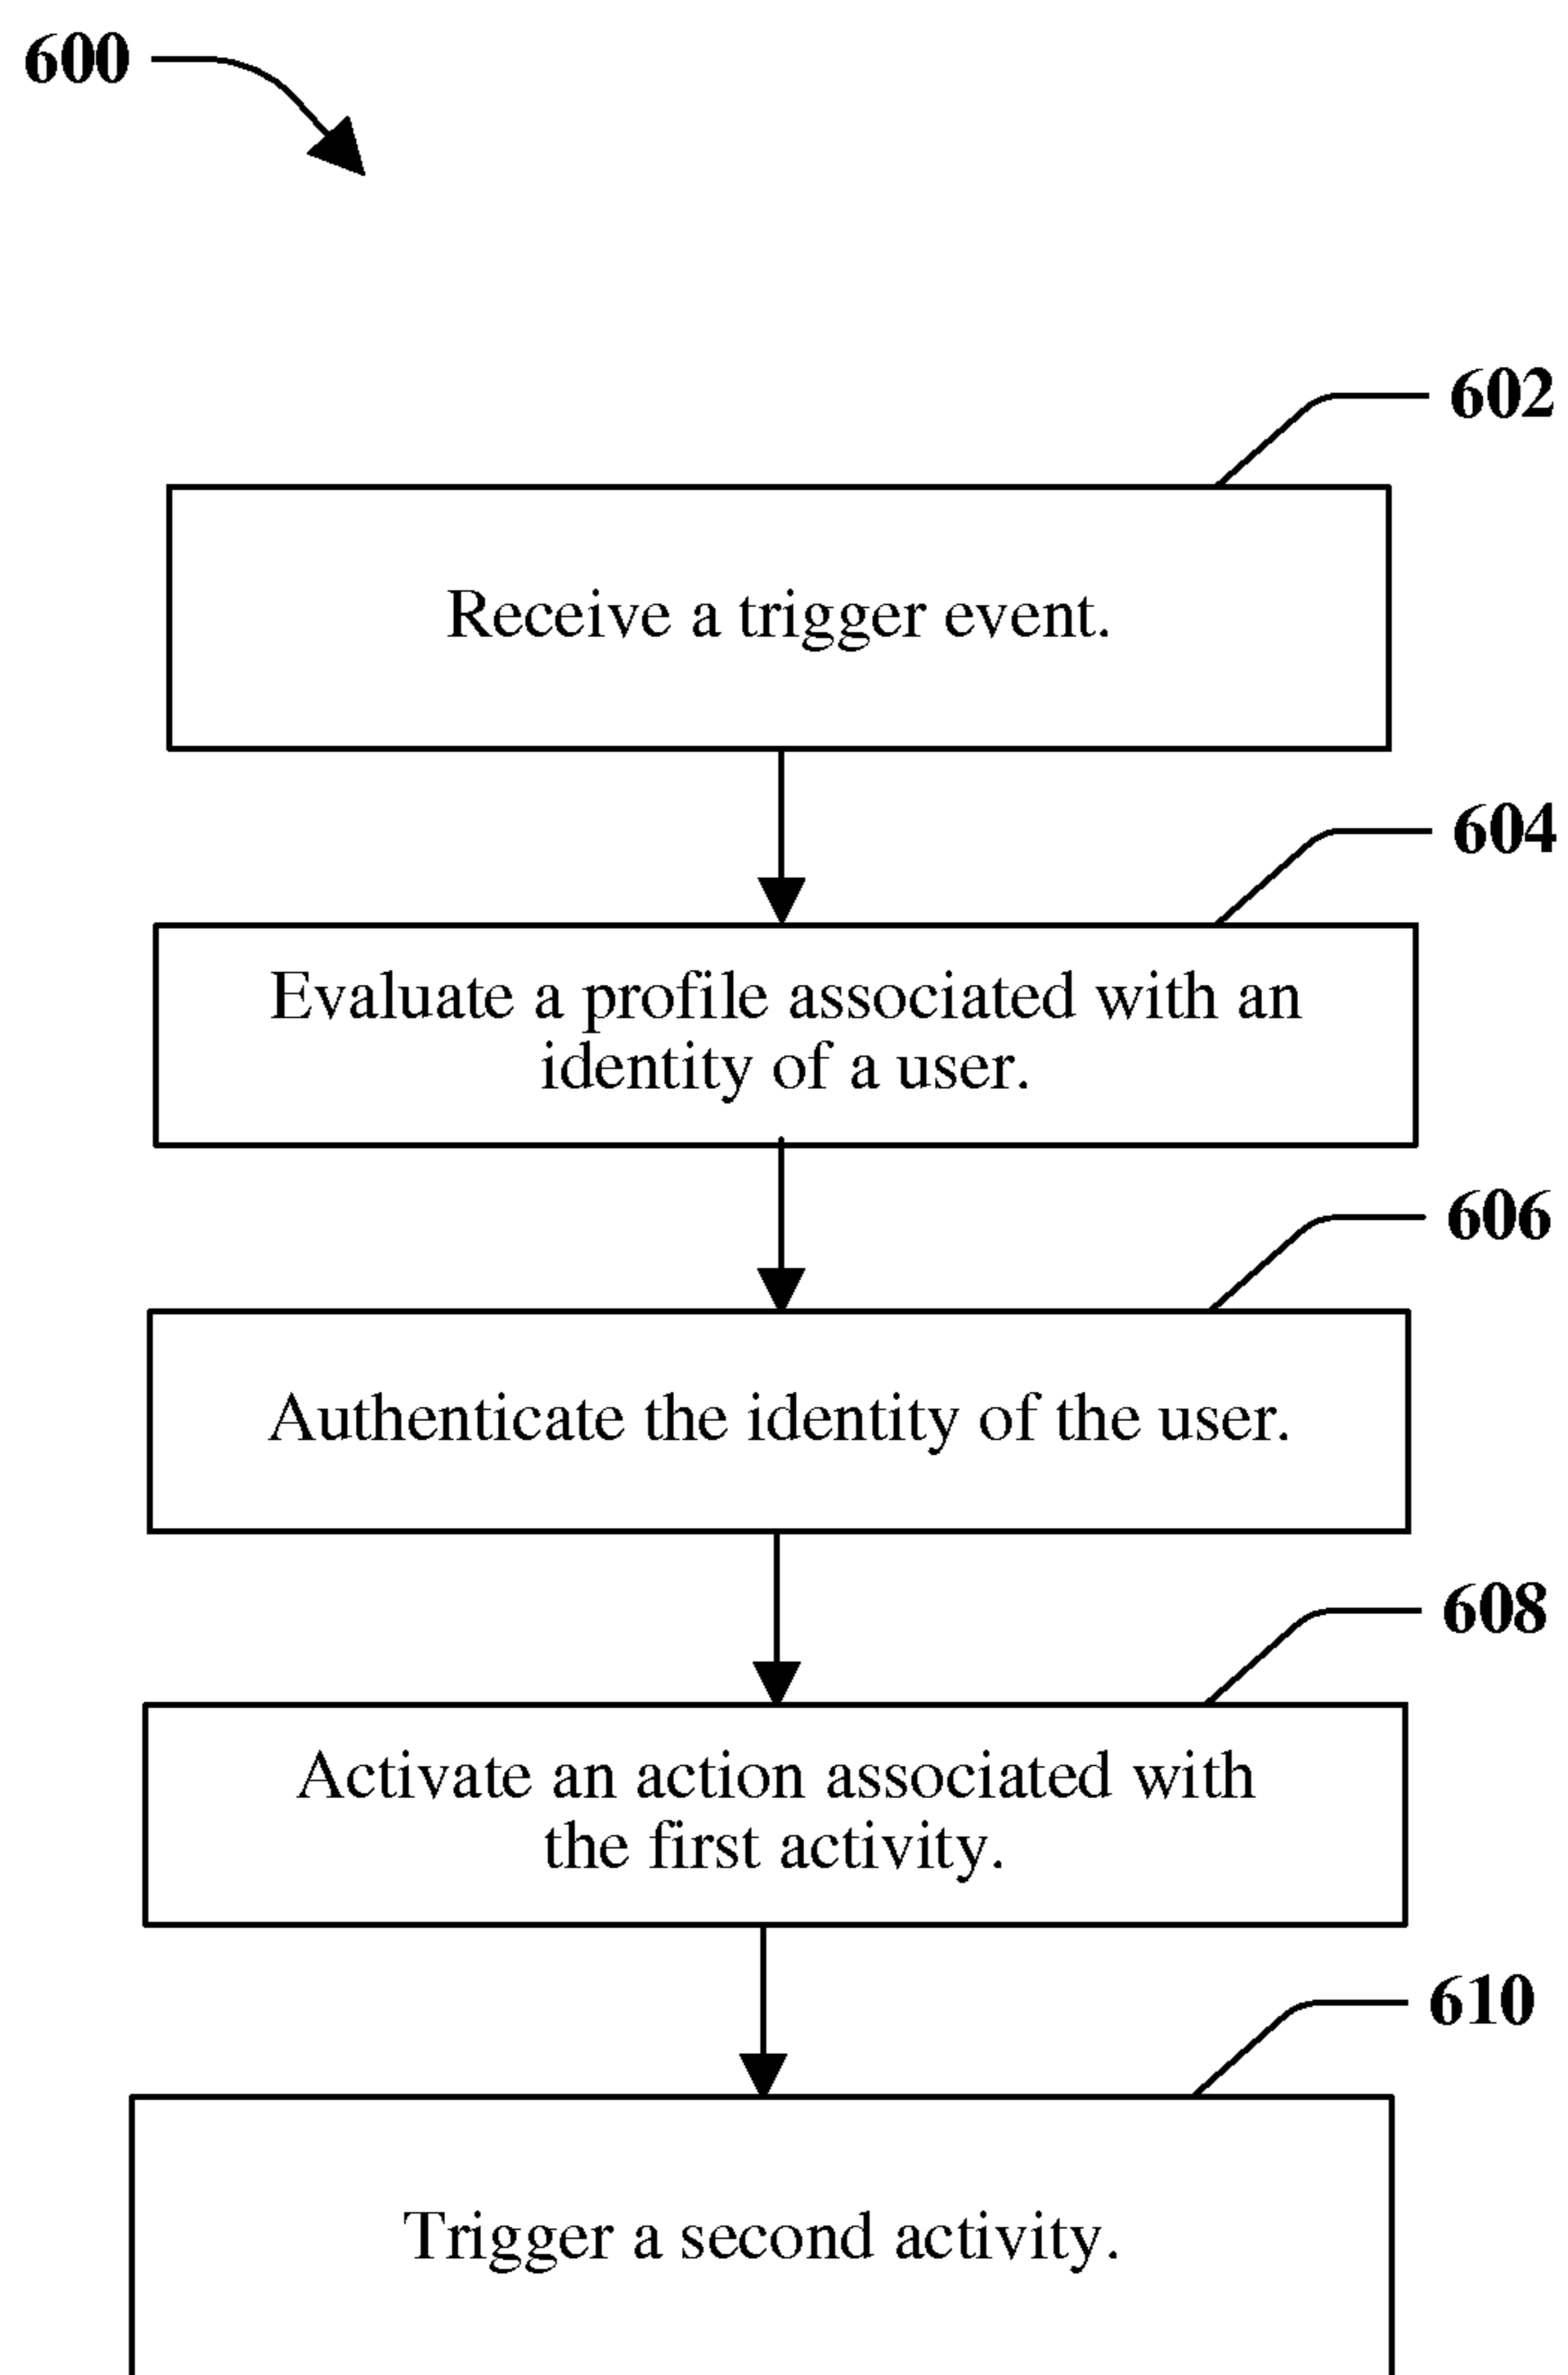 600
602
Receive a trigger event.
604
Evaluate a profile associated with an
identity of a user.
606
Authenticate the identity of the user.
608
Activate an action associated with
the first activity.
610
Trigger a second activity.